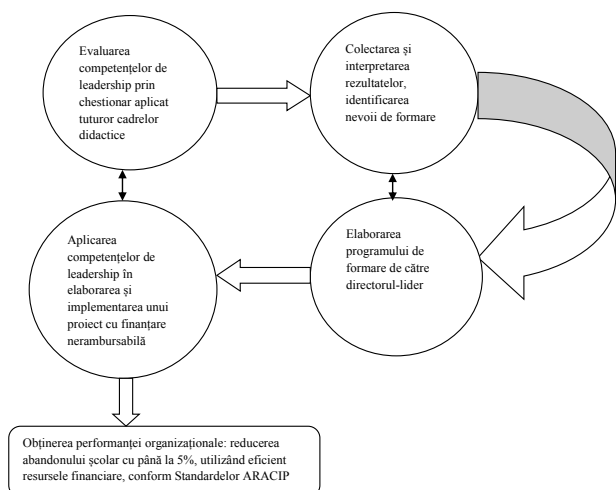 Evaluarea
competențelor de
leadership prin
chestionar aplicat
tuturor cadrelor
didactice
Colectarea și
interpretarea
rezultatelor,
identificarea
nevoii de formare
Elaborarea
programului de
formare de către
directorul-lider
Aplicarea
competențelor de
leadership în
elaborarea și
implementarea unui
proiect cu finanțare
nerambursabilă
Obținerea performanței organizaționale: reducerea
abandonului școlar cu până la 5%, utilizând eficient
resursele financiare, conform Standardelor ARACIP